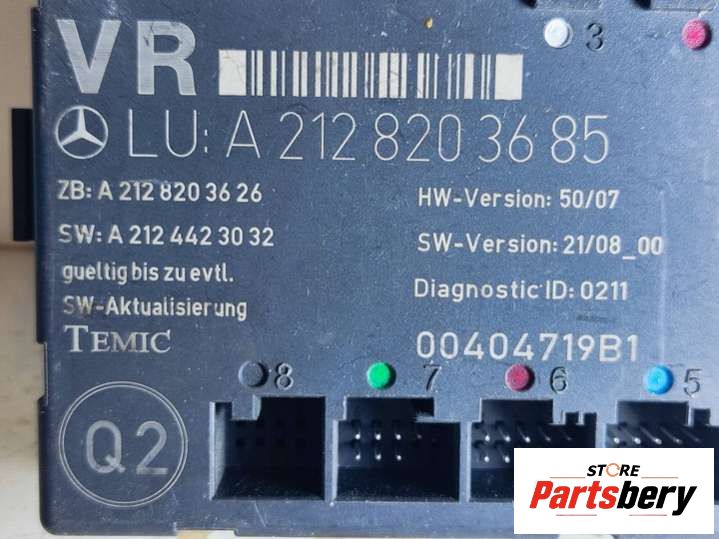 3
VR
LU: A 212 820 36 85
ZB: A 212 820 36 26
HW-Version: 50/07
SW: A 212 442 30 32
SW-Version: 21/08_00
gueltig bis zu evtl.
SW-Aktualisierung
Diagnostic ID: 0211
TEMIC
00404719B1
8
7
6
5
Q2
STORE
Partsbery